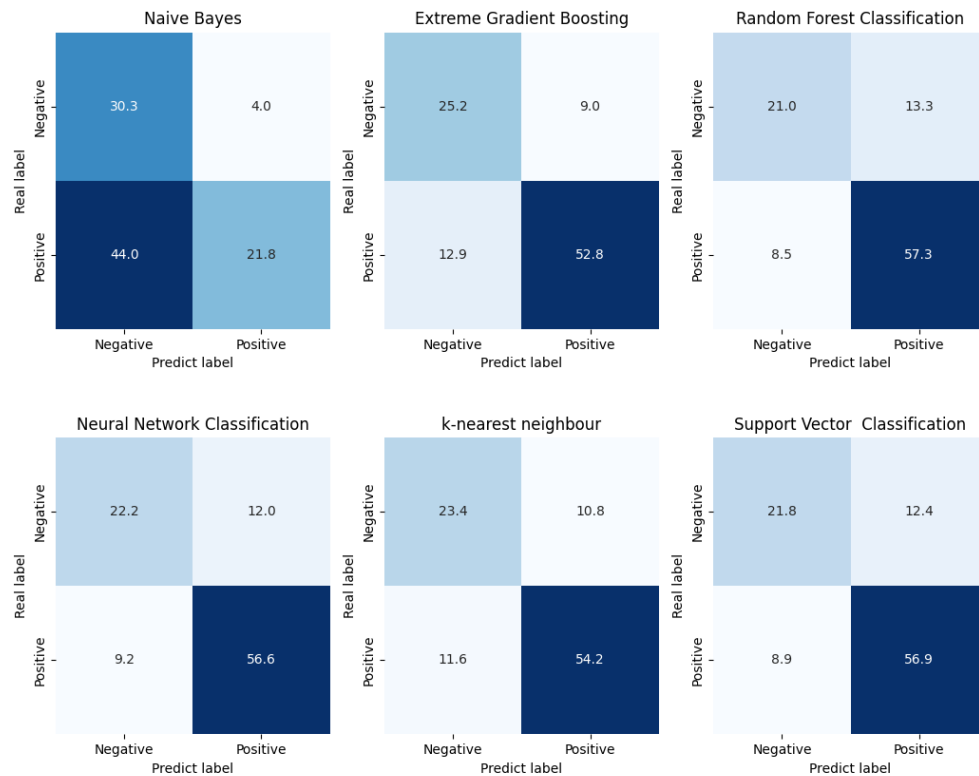 Naive Bayes
Negative
Positive
Real label
30.3 4.0
44.0 21.8
Negative Positive
Predict label
Extreme Gradient Boosting
Negative
Positive
Real label
25.2 9.0
12.9 52.8
Negative Positive
Predict label
Random Forest Classification
Negative
Positive
Real label
21.0 13.3
8.5 57.3
Negative Positive
Predict label
Neural Network Classification
Negative
Positive
Real label
22.2 12.0
9.2 56.6
Negative Positive
Predict label
k-nearest neighbour
Negative
Positive
Real label
23.4 10.8
11.6 54.2
Negative Positive
Predict label
Support Vector  Classification
Negative
Positive
Real label
21.8 12.4
8.9 56.9
Negative Positive
Predict label